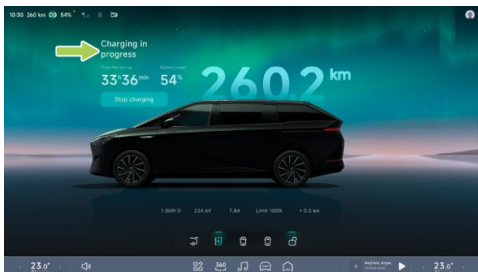 10:30 260 km 54%
Charging in
progress
Time Remaining Battery Level
33h36min 54%
Stop charging
260.2 km
1.8kW 224.6V 7.8A Limit 100% + 0.2 km
23.0° 360 23.0°